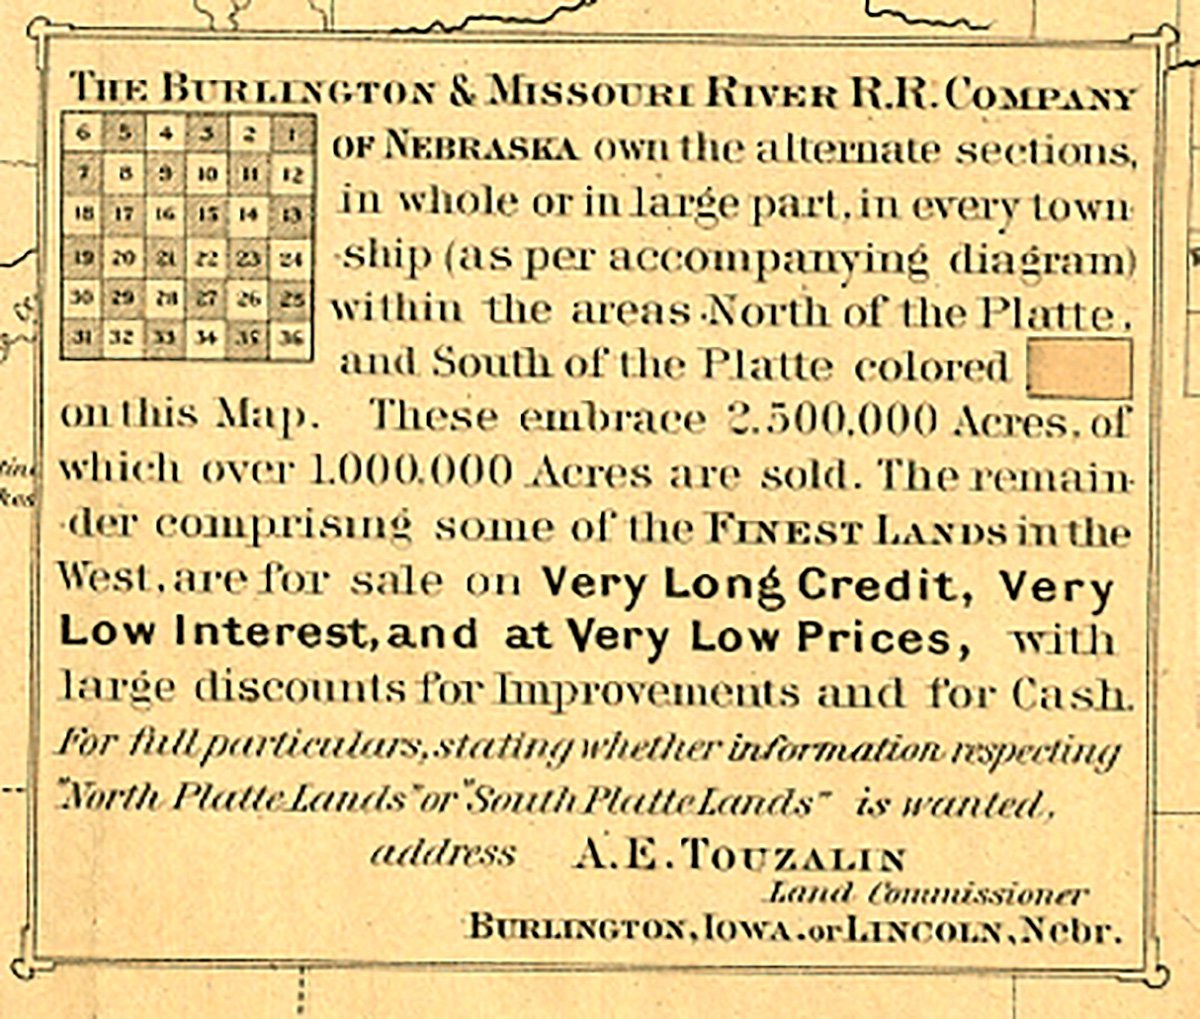 THE BURLINGTON & MISSOURI RIVER R.R. COMPANY
6 5 4 3 2 1
7 8 9 10 11 12
18 17 16 15 14 13
19 20 21 22 23 24
30 29 28 27 26 25
31 32 33 34 35 36
OF NEBRASKA own the alternate sections,
in whole or in large part, in every town-
-ship (as per accompanying diagram)
within the areas North of the Platte,
and South of the Platte colored
on this Map. These embrace 2.500.000 Acres, of
which over 1.000.000 Acres are sold. The remain-
-der comprising some of the FINEST LANDS in the
West, are for sale on Very Long Credit, Very
Low Interest, and at Very Low Prices, with
large discounts for Improvements and for Cash.
For full particulars, stating whether information respecting
"North Platte Lands" or "South Platte Lands" is wanted,
address A. E. TOUZALIN
Land Commissioner
BURLINGTON, IOWA. or LINCOLN, Nebr.